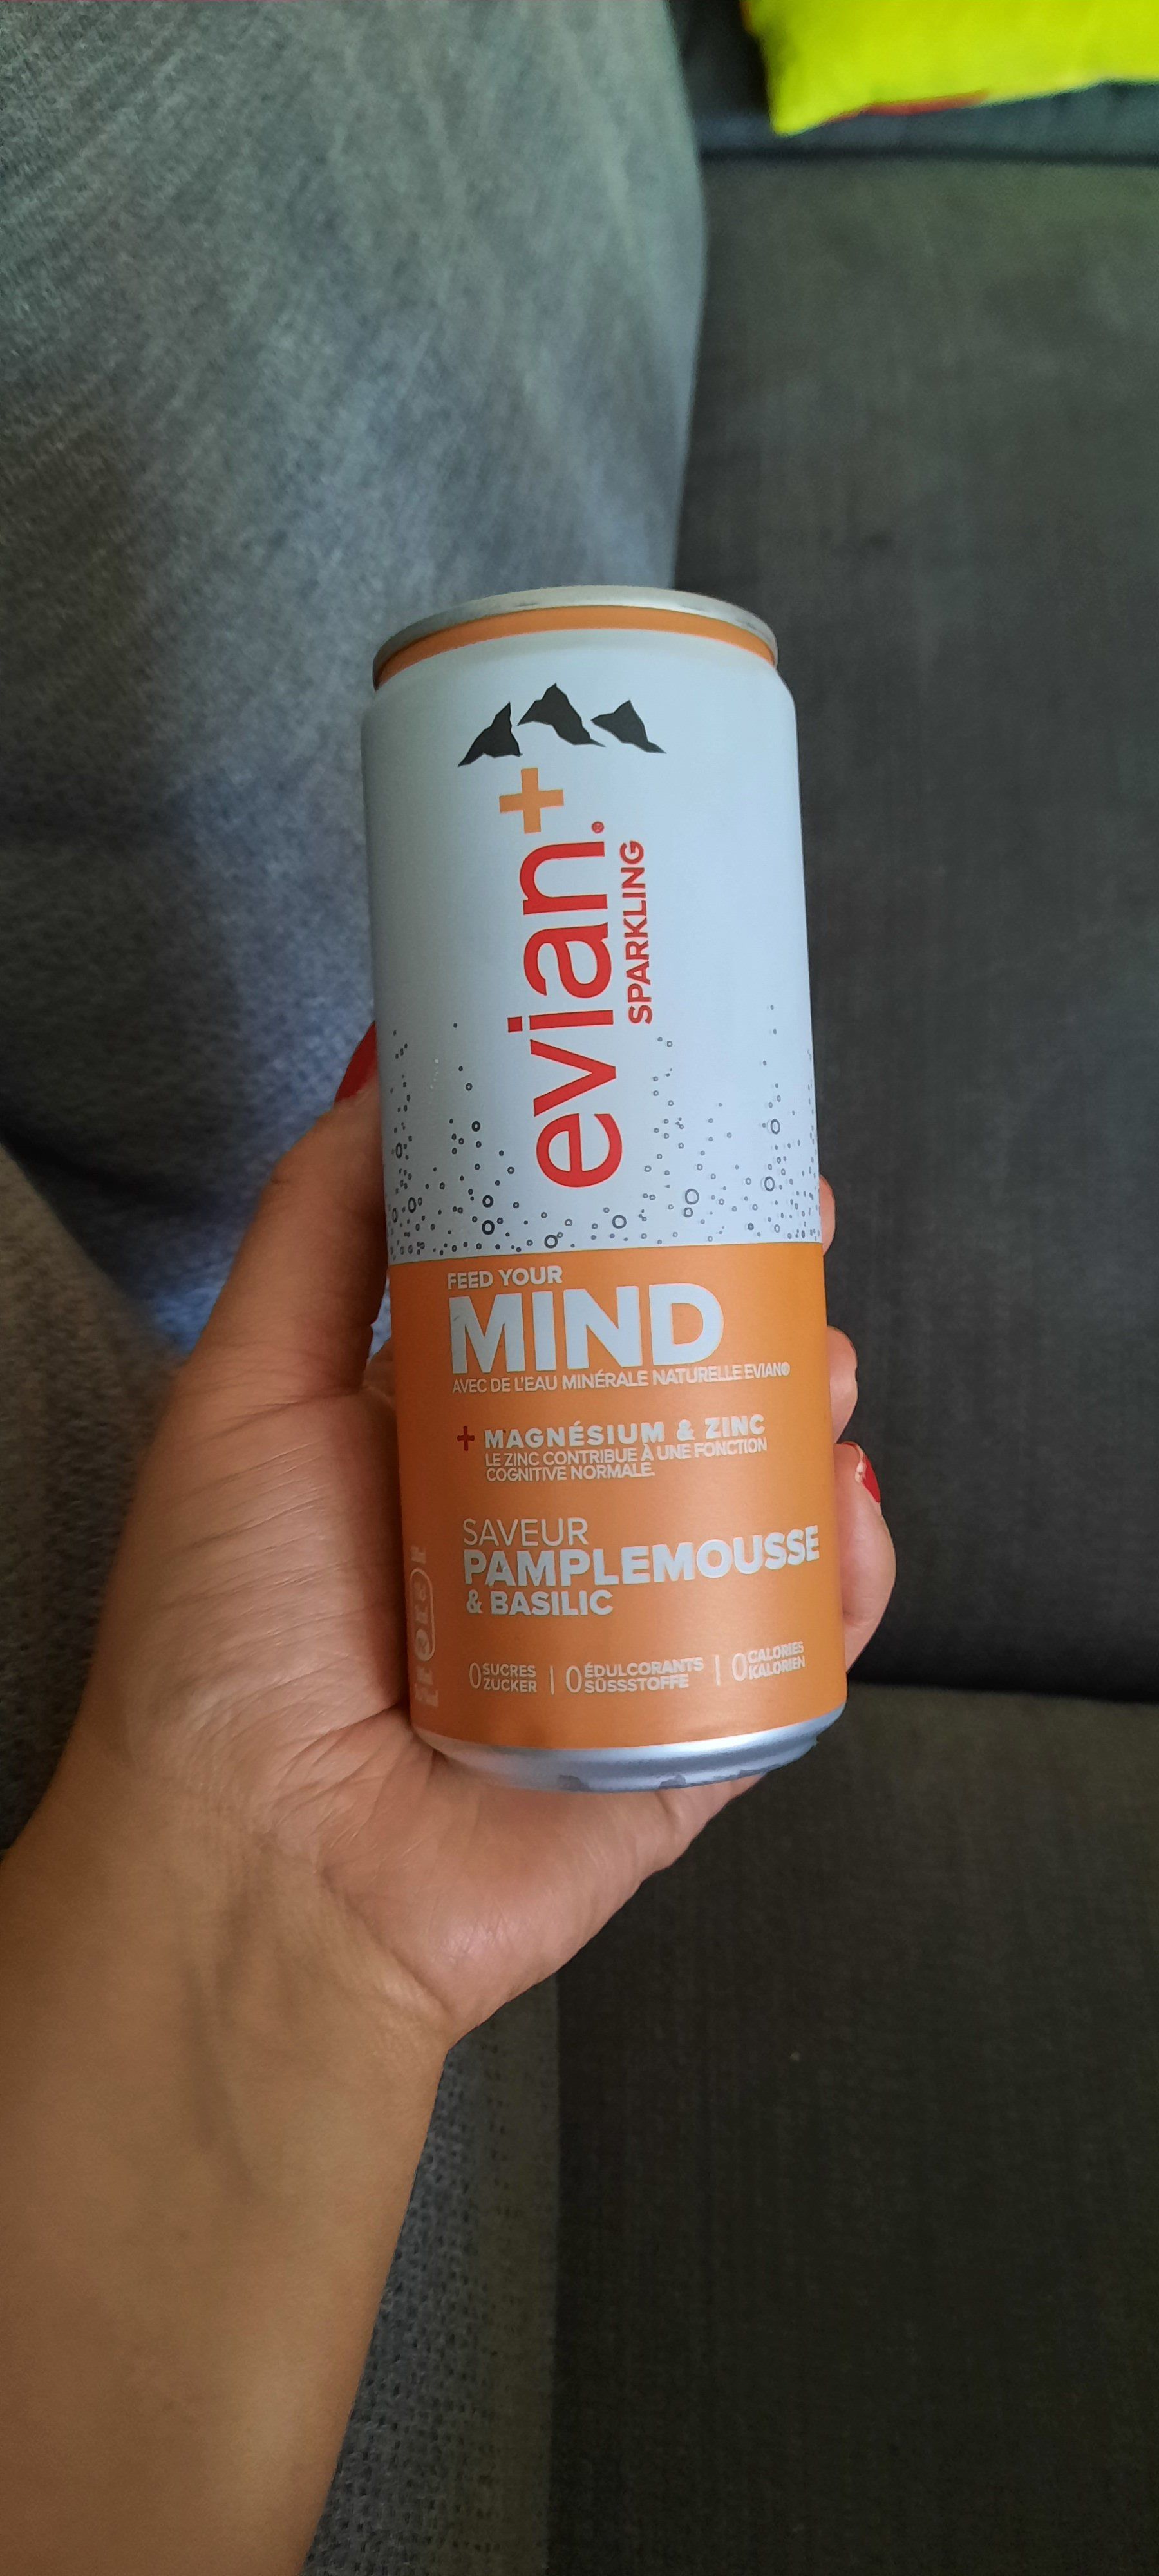 evian+®
SPARKLING
FEED YOUR
MIND
AVEC DE L'EAU MINÉRALE NATURELLE EVIAN®
+ MAGNÉSIUM & ZINC
LE ZINC CONTRIBUE À UNE FONCTION
COGNITIVE NORMALE.
SAVEUR
PAMPLEMOUSSE
& BASILIC
0 SUCRES ZUCKER | 0 ÉDULCORANTS SÜSSSTOFFE | 0 CALORIES KALORIEN